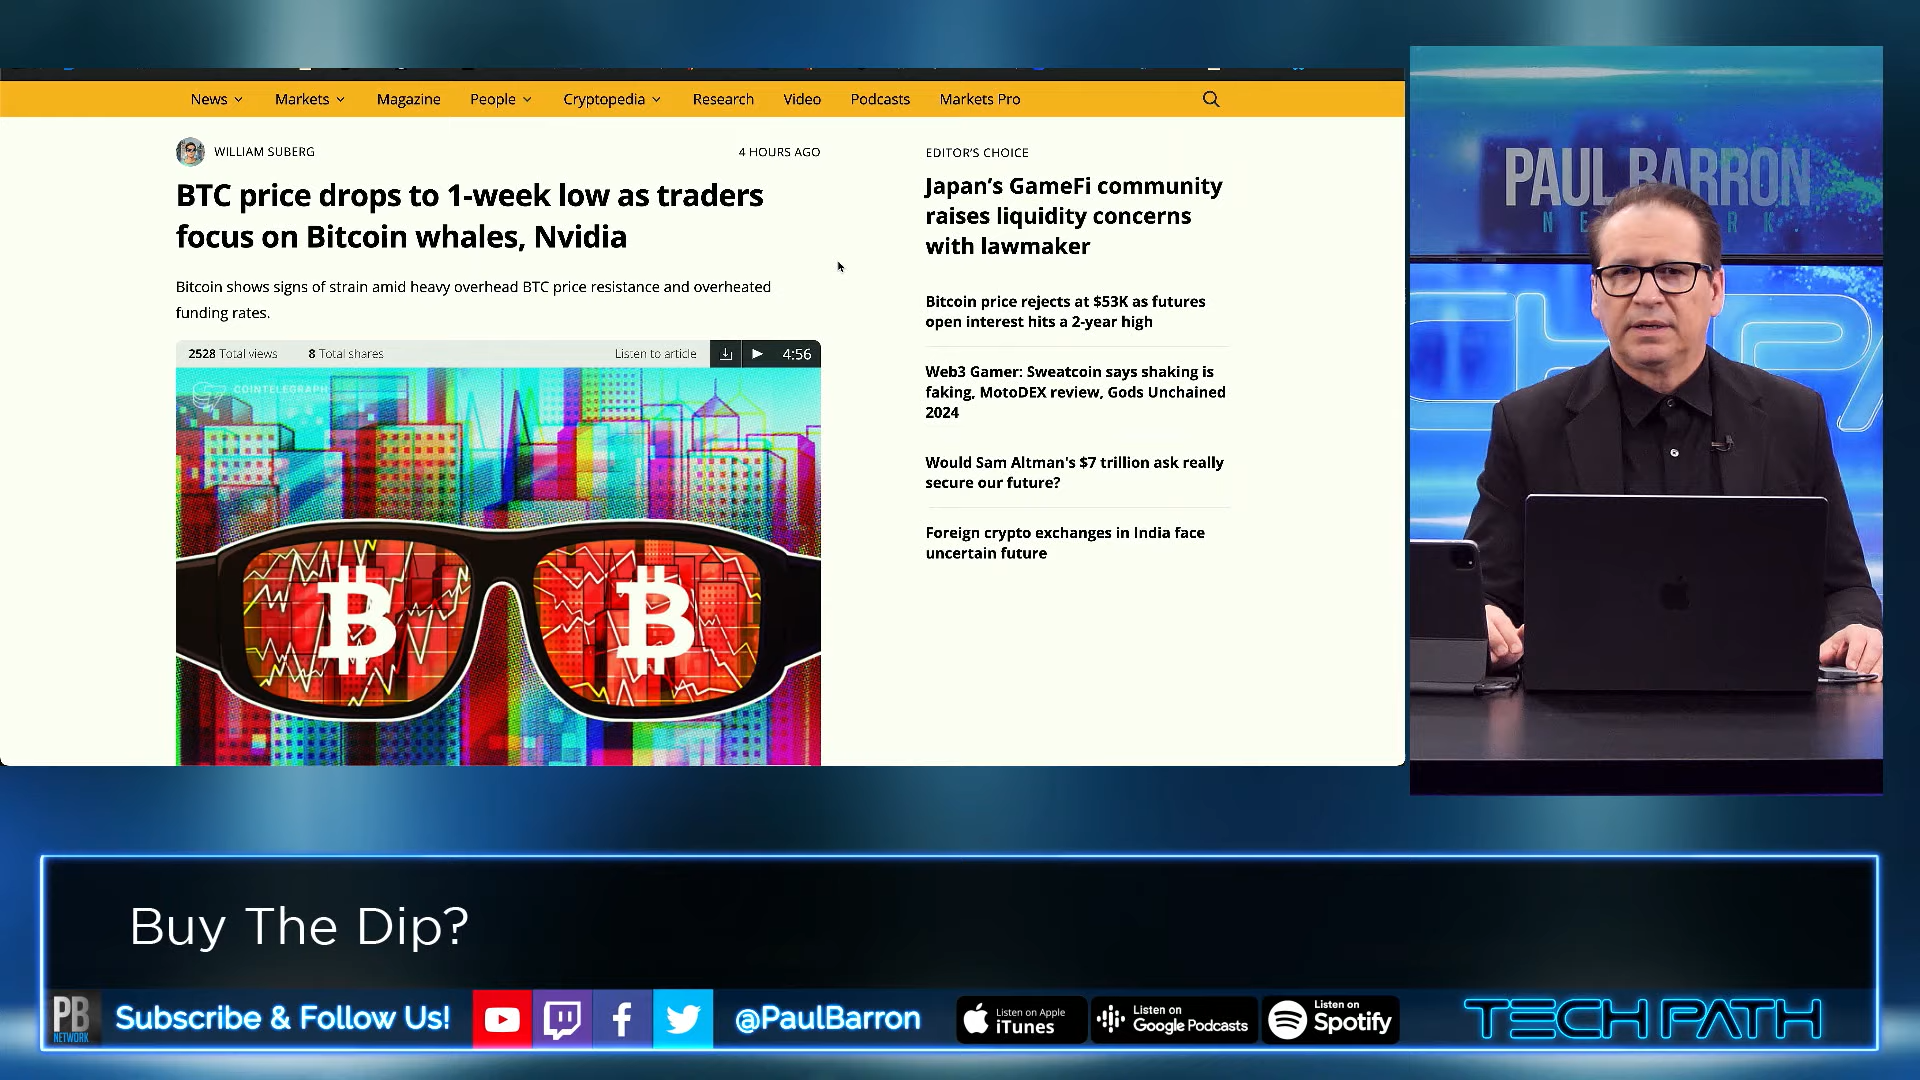 News Markets Magazine People Cryptopedia Research Video Podcasts Markets Pro
WILLIAM SUBERG
4 HOURS AGO
BTC price drops to 1-week low as traders
focus on Bitcoin whales, Nvidia
Bitcoin shows signs of strain amid heavy overhead BTC price resistance and overheated
funding rates.
2528 Total views 8 Total shares Listen to article 4:56
COINTELEGRAPH
EDITOR'S CHOICE
Japan's GameFi community
raises liquidity concerns
with lawmaker
Bitcoin price rejects at $53K as futures
open interest hits a 2-year high
Web3 Gamer: Sweatcoin says shaking is
faking, MotoDEX review, Gods Unchained
2024
Would Sam Altman's $7 trillion ask really
secure our future?
Foreign crypto exchanges in India face
uncertain future
PAUL BARRON
Buy The Dip?
PB
NETWORK
Subscribe & Follow Us!
@PaulBarron
Listen on Apple
iTunes
Listen on
Google Podcasts
Listen on
Spotify
TECH PATH